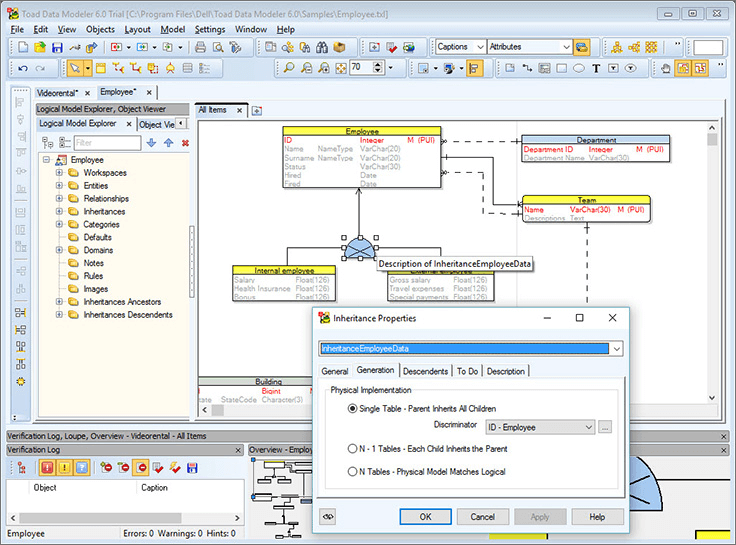 Toad Data Modeler 6.0 Trial [C:\Program Files\Dell\Toad Data Modeler 6.0\Samples\Employee.txl]
File Edit View Objects Model Settings Window Help
Captions Attributes
70
Videorental* Employee*
Logical Model Explorer, Object Viewer
Logical Model Explorer Object Vie
All Items
Filter
Employee
Workspaces
Entities
Relationships
Inheritances
Categories
Defaults
Domains
Notes
Rules
Images
Inheritances Ancestors
Inheritances Descendents
Employee
ID Integer M (PUI)
Name NameType VarChar(20)
Surname NameType VarChar(20)
Status VarChar(30)
Hired Date
Fired Date
Department
Department ID Integer M (PUI)
Department Name VarChar(30)
Team
Name VarChar(30) M (PUI)
Descriptions Text
Description of InheritanceEmployeeData
Internal employee
Salary Float(126)
Health Insurance Float(126)
Bonus Float(126)
Gross salary Float(126)
Travel expenses Float(126)
Special payments Float(126)
Building
Bigint
State StateCode Character(3)
Inheritance Properties
InheritanceEmployeeData
General Generation Descendents To Do Description
Physical Implementation
Single Table - Parent Inherits All Children
Discriminator ID - Employee ...
N - 1 Tables - Each Child Inherits the Parent
N Tables - Physical Model Matches Logical
OK Cancel Apply Help
Verification Log, Loupe, Overview - Videorental - All Items
Verification Log
Overview - Employ
Object Caption
Employee Errors: 0 Warnings: 0 Hints: 0